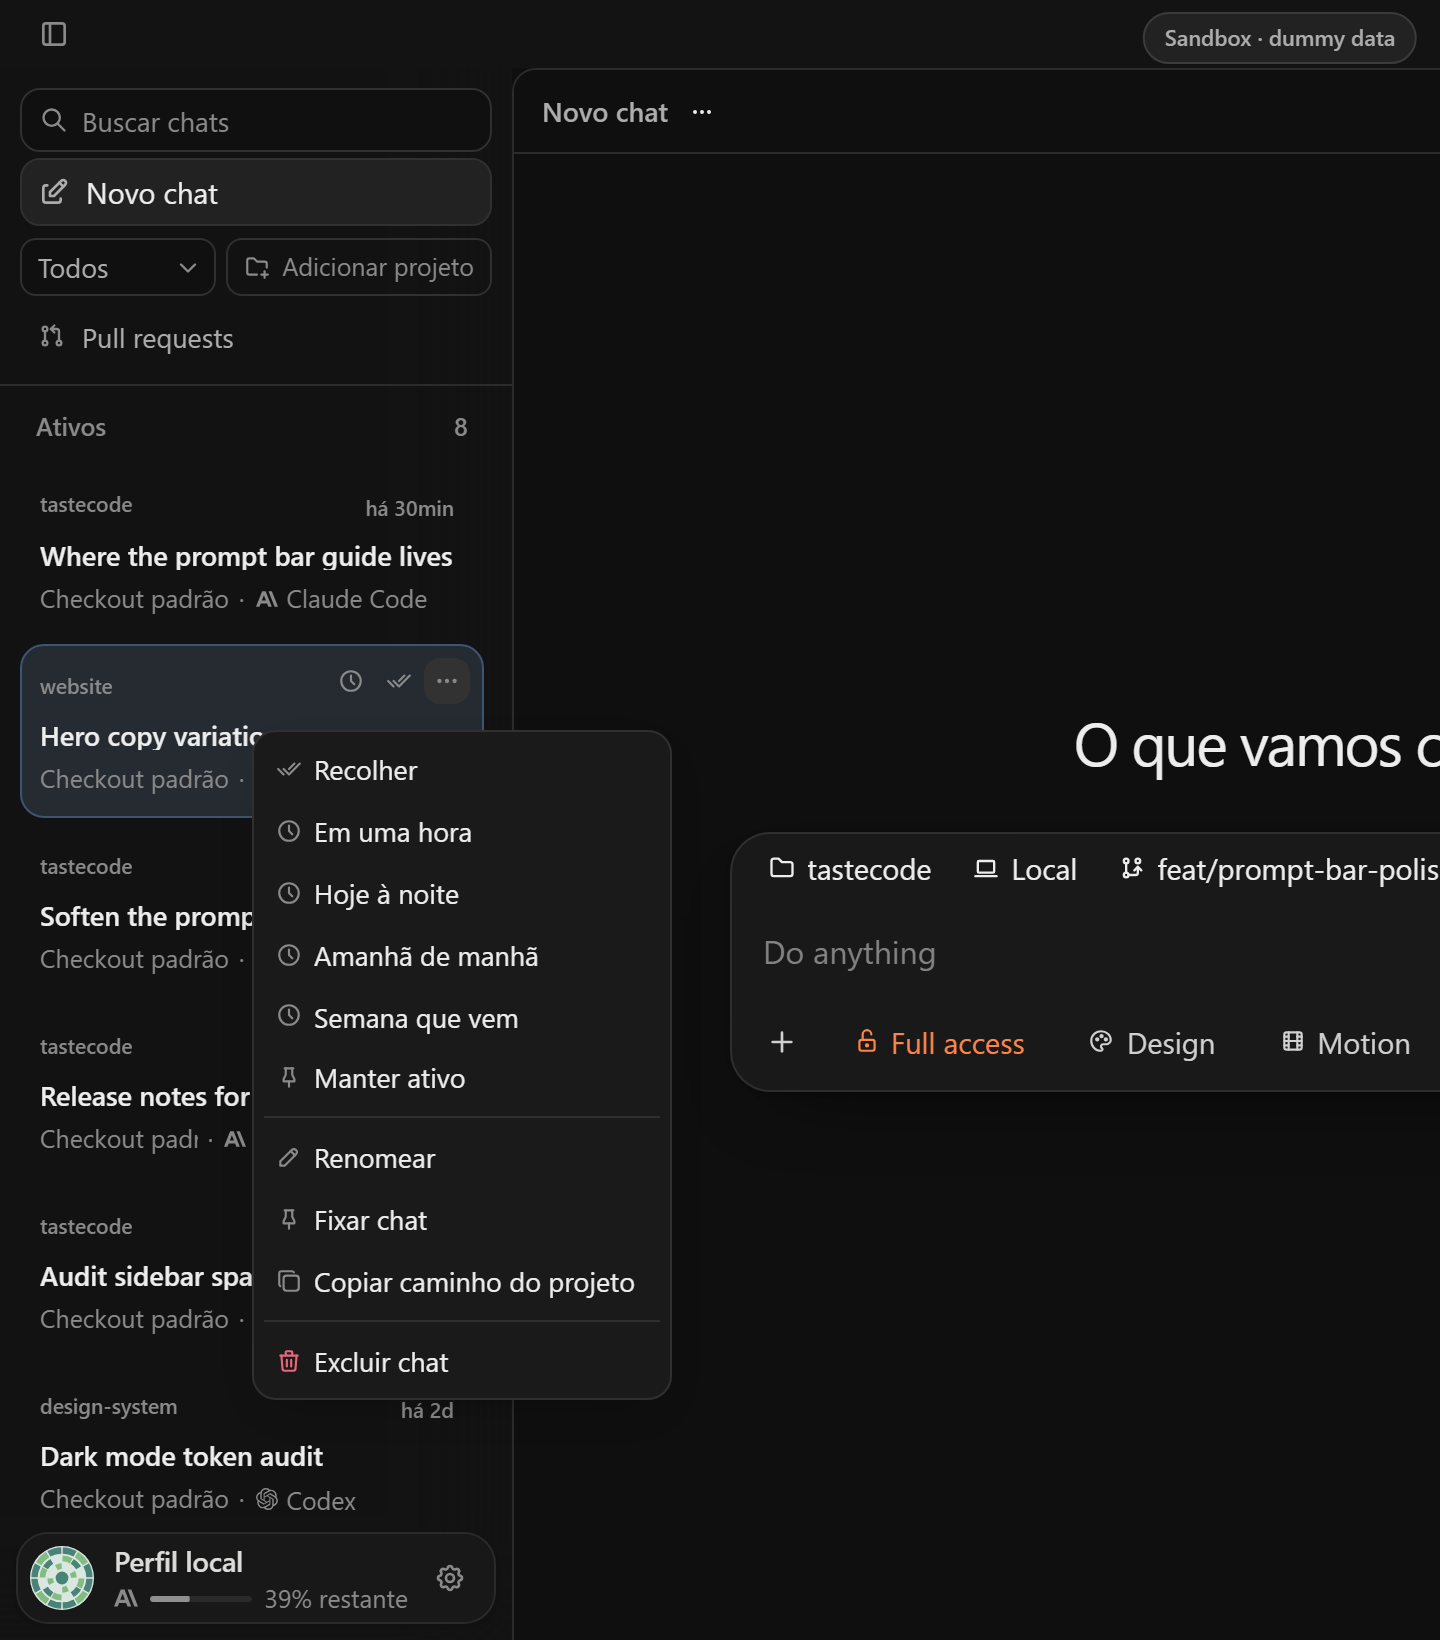 Sandbox · dummy data
Buscar chats
Novo chat
Todos
Adicionar projeto
Pull requests
Ativos 8
tastecode há 30min
Where the prompt bar guide lives
Checkout padrão · Claude Code
website
Hero copy variatic
Checkout padrão ·
tastecode
Soften the promp
Checkout padrão ·
tastecode
Release notes for
Checkout padr ·
tastecode
Audit sidebar spa
Checkout padrão ·
design-system há 2d
Dark mode token audit
Checkout padrão · Codex
Perfil local
39% restante
Recolher
Em uma hora
Hoje à noite
Amanhã de manhã
Semana que vem
Manter ativo
Renomear
Fixar chat
Copiar caminho do projeto
Excluir chat
Novo chat
O que vamos c
tastecode Local feat/prompt-bar-polis
Do anything
Full access Design Motion